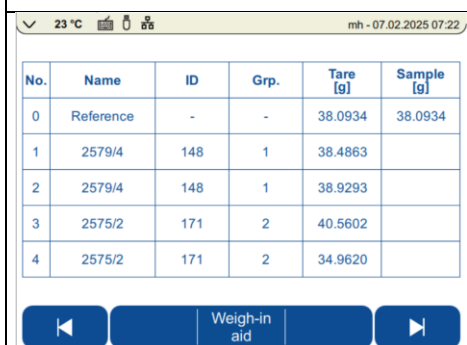 23 °C mh - 07.02.2025 07:22
No. Name ID Grp. Tare [g] Sample [g]
0 Reference - - 38.0934 38.0934
1 2579/4 148 1 38.4863
2 2579/4 148 1 38.9293
3 2575/2 171 2 40.5602
4 2575/2 171 2 34.9620
Weigh-in
aid